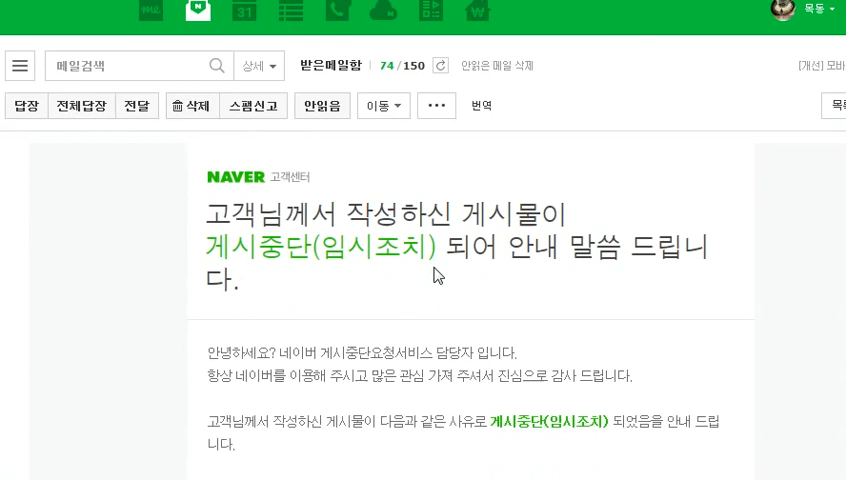 me
31
N
W
목동
메일검색
상세
받은메일함 74/150
안읽은 메일 삭제
[개선] 모바
답장
전체답장
전달
삭제
스팸신고
안읽음
이동
번역
목록
NAVER 고객센터
고객님께서 작성하신 게시물이
게시중단(임시조치) 되어 안내 말씀 드립니
다.
안녕하세요? 네이버 게시중단요청서비스 담당자 입니다.
항상 네이버를 이용해 주시고 많은 관심 가져 주셔서 진심으로 감사 드립니다.
고객님께서 작성하신 게시물이 다음과 같은 사유로 게시중단(임시조치) 되었음을 안내 드립
니다.